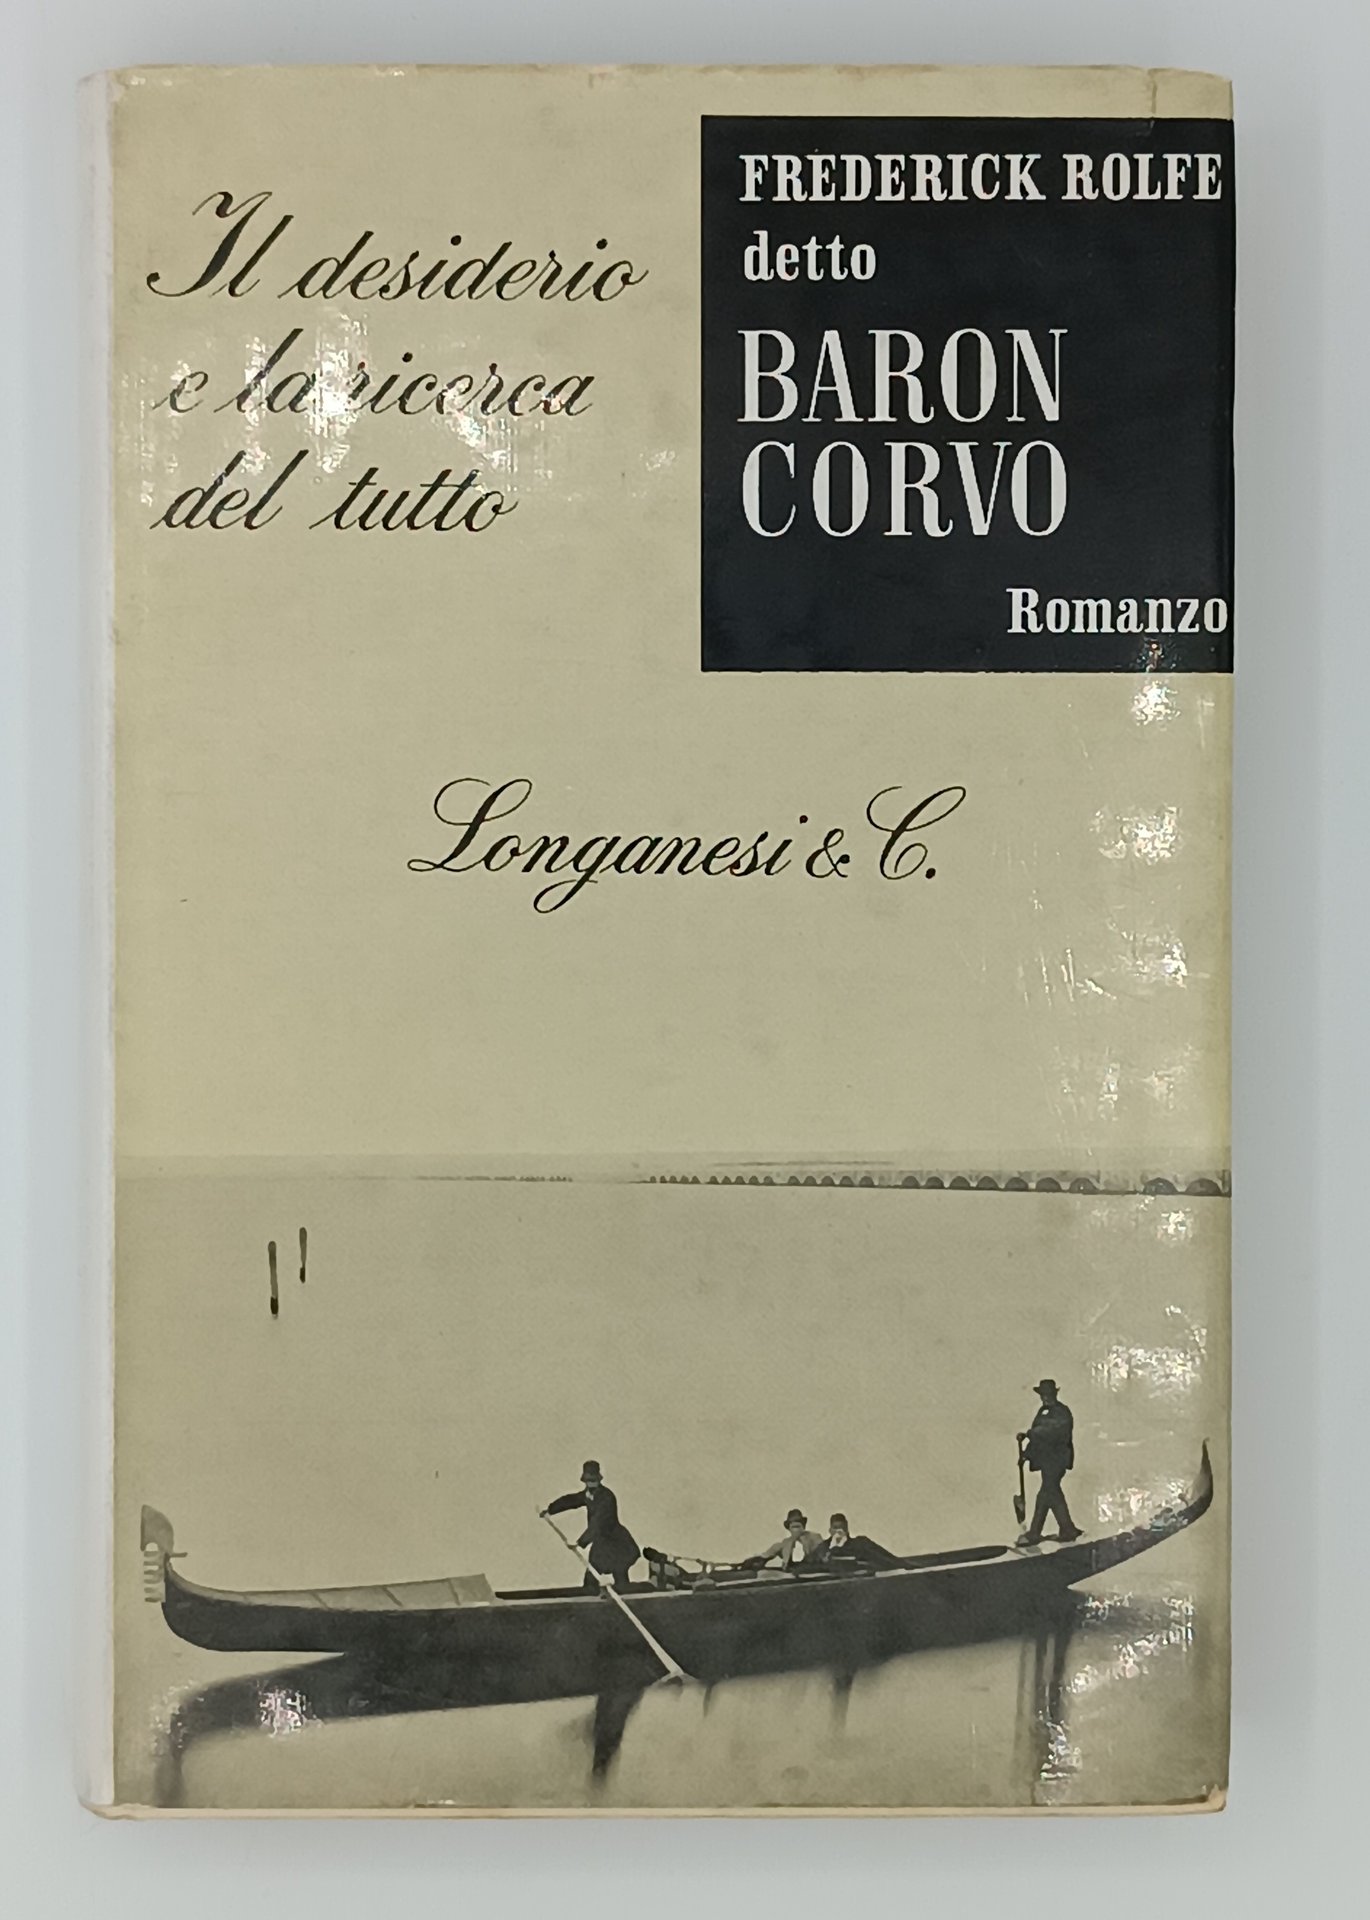 Il desiderio
e la ricerca
del tutto
FREDERICK ROLFE
detto
BARON
CORVO
Romanzo
Longanesi & C.